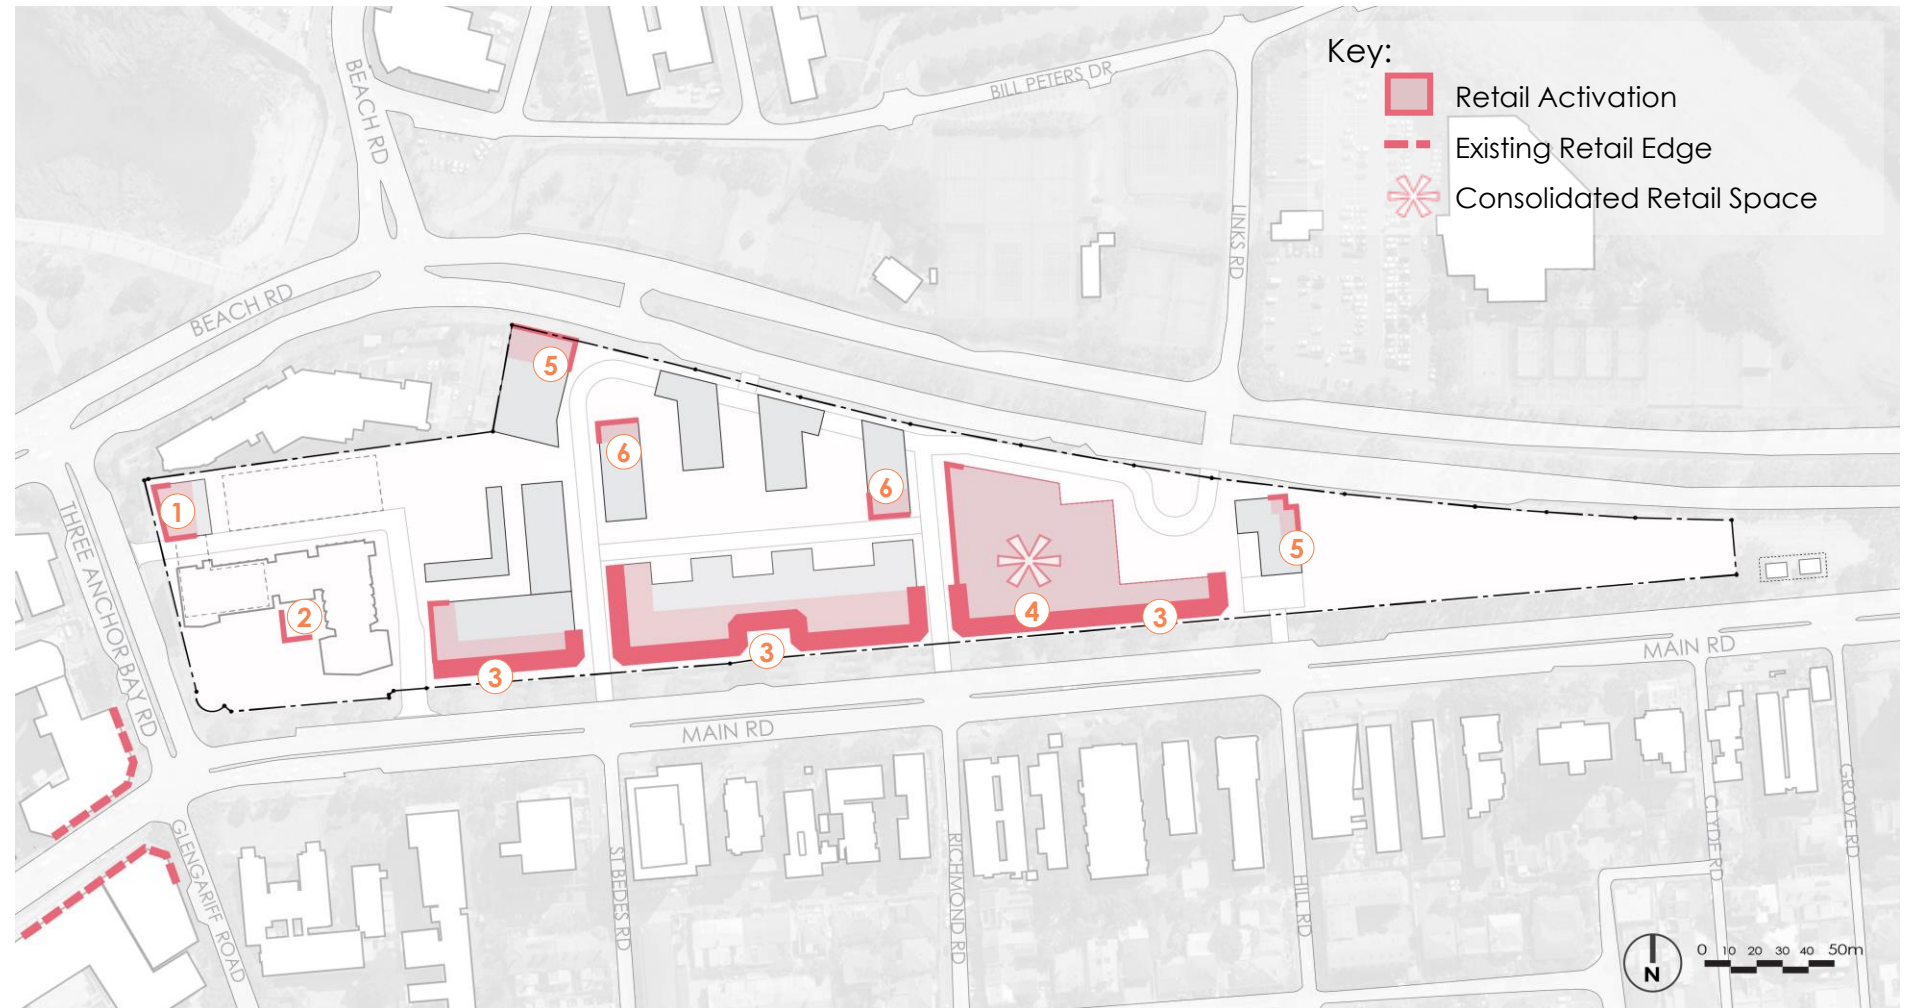 Key:
Retail Activation
Existing Retail Edge
Consolidated Retail Space
BEACH RD
BILL PETERS DR
LINKS RD
BEACH RD
THREE ANCHOR BAY RD
5
6
6
1
2
5
4
3
3
3
MAIN RD
MAIN RD
GLENGARIFF ROAD
ST BEDES RD
RICHMOND RD
HILL RD
CLYDE RD
GROVE RD
N
0 10 20 30 40 50m